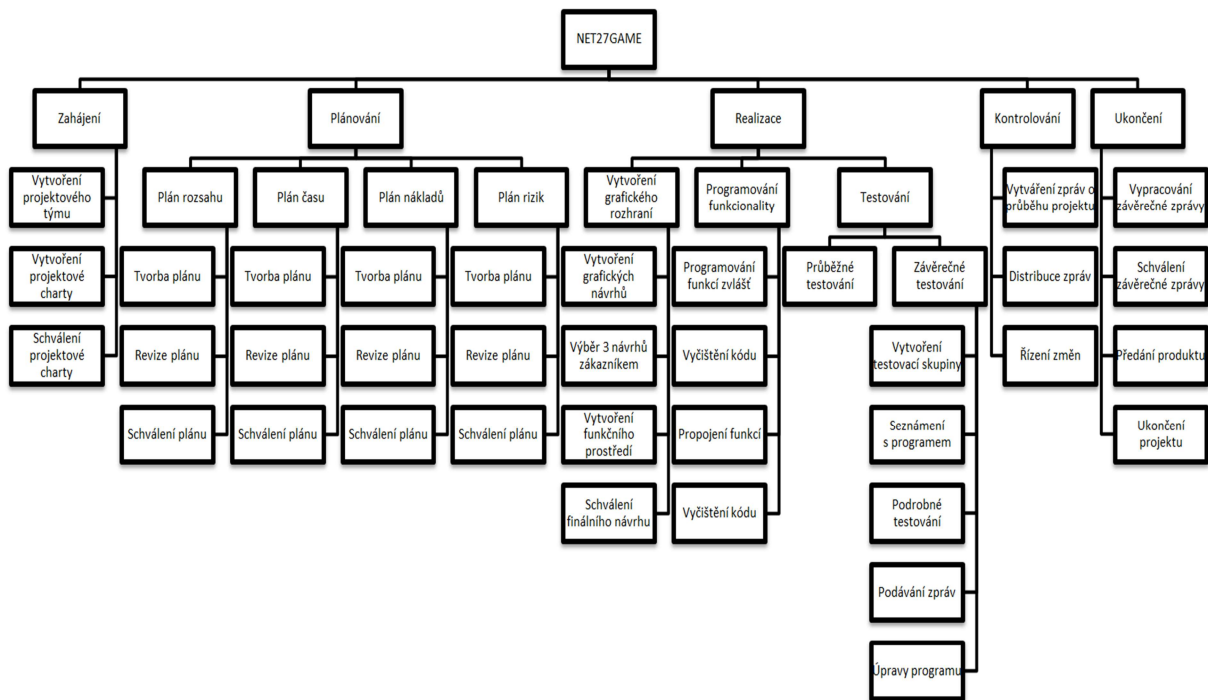 NET27GAME
Zahájení
Plánování
Realizace
Kontrolování
Ukončení
Vytvoření
projektového
týmu
Plán rozsahu
Plán času
Plán nákladů
Plán rizik
Vytvoření
grafického
rozhraní
Programování
funkcionality
Testování
Vytváření zpráv o
průběhu projektu
Vypracování
závěrečné zprávy
Vytvoření
projektové
charty
Tvorba plánu
Tvorba plánu
Tvorba plánu
Tvorba plánu
Vytvoření
grafických
návrhů
Programování
funkcí zvlášť
Průběžné
testování
Závěrečné
testování
Distribuce zpráv
Schválení
závěrečné zprávy
Schválení
projektové
charty
Revize plánu
Revize plánu
Revize plánu
Revize plánu
Výběr 3 návrhů
zákazníkem
Vyčištění kódu
Vytvoření
testovací skupiny
Řízení změn
Předání produktu
Schválení plánu
Schválení plánu
Schválení plánu
Schválení plánu
Vytvoření
funkčního
prostředí
Propojení funkcí
Seznámení
s programem
Ukončení
projektu
Schválení
finálního návrhu
Vyčištění kódu
Podrobné
testování
Podávání zpráv
Úpravy programu